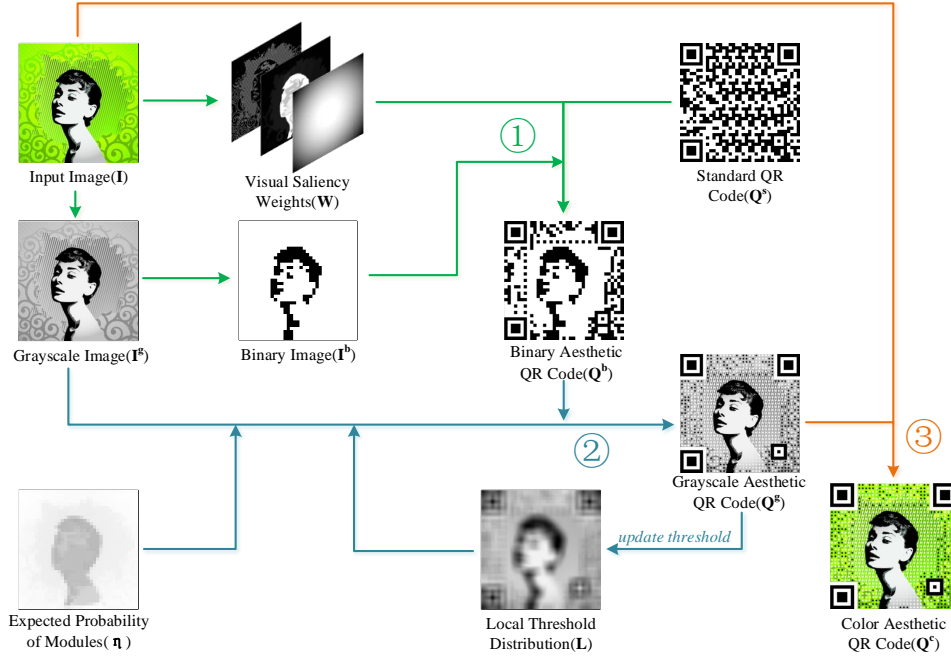 Input Image(I)
Visual Saliency
Weights(W)
①
Standard QR
Code(Qˢ)
Grayscale Image(Iᵍ)
Binary Image(Iᵇ)
Binary Aesthetic
QR Code(Qᵇ)
②
③
Grayscale Aesthetic
QR Code(Qᵍ)
update threshold
Expected Probability
of Modules( η )
Local Threshold
Distribution(L)
Color Aesthetic
QR Code(Qᶜ)